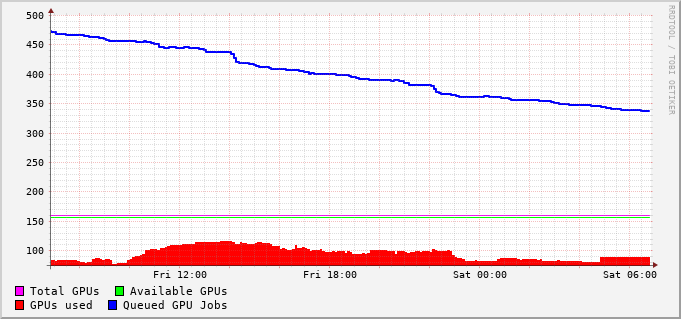 500
450
400
350
300
250
200
150
100
Fri 12:00 Fri 18:00 Sat 00:00 Sat 06:00
Total GPUs Available GPUs
GPUs used Queued GPU Jobs
RRDTOOL / TOBI OETIKER